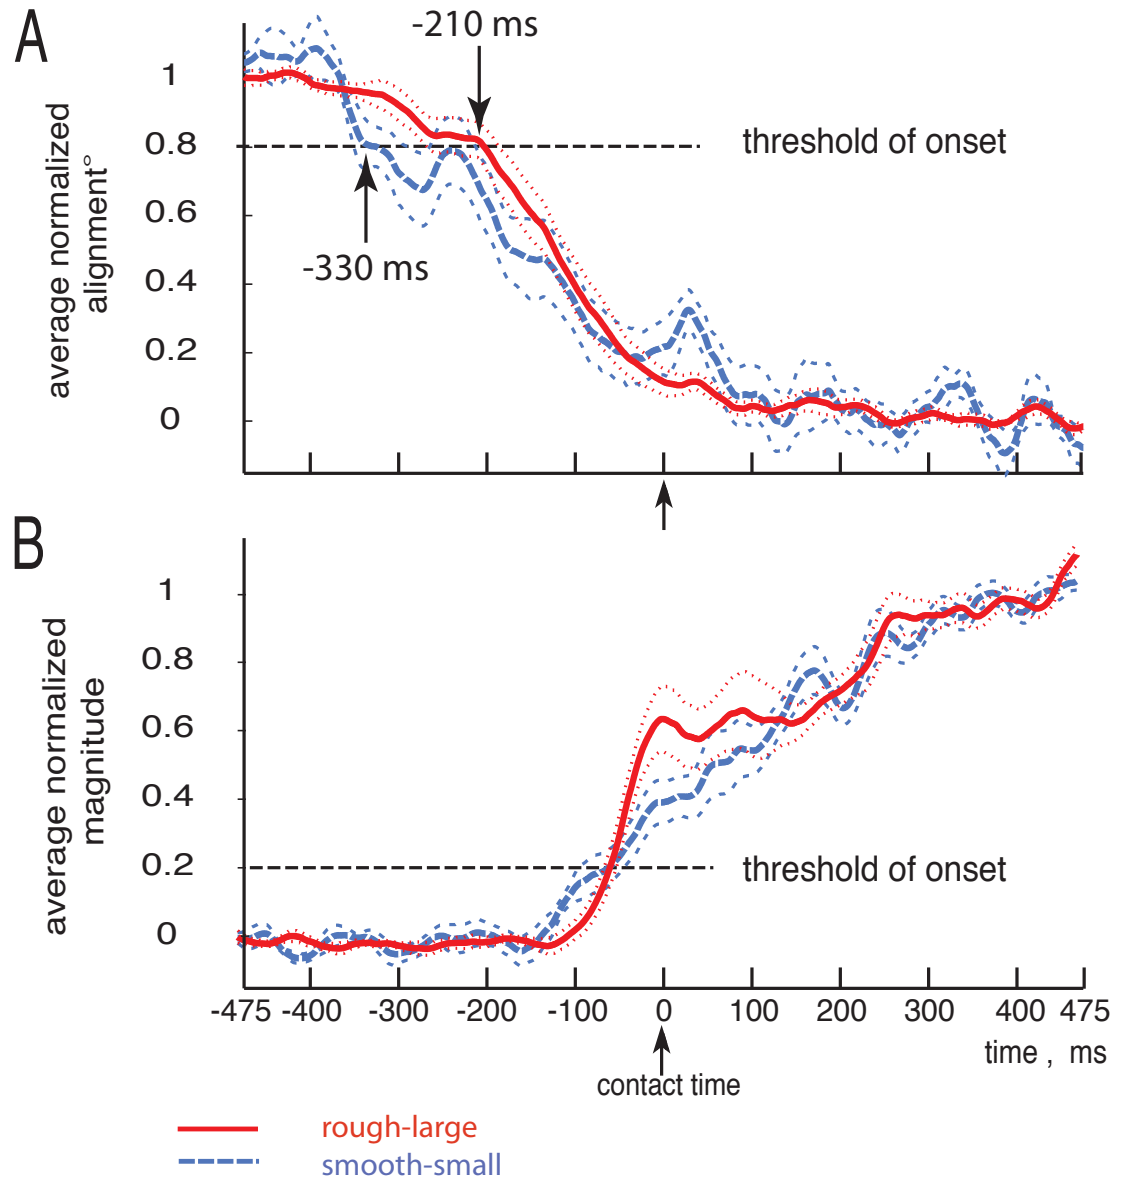 A
-210 ms
1
0.8
0.6
0.4
0.2
0
average normalized
alignment°
threshold of onset
-330 ms
B
1
0.8
0.6
0.4
0.2
0
average normalized
magnitude
threshold of onset
-475 -400 -300 -200 -100 0 100 200 300 400 475
time , ms
contact time
rough-large
smooth-small